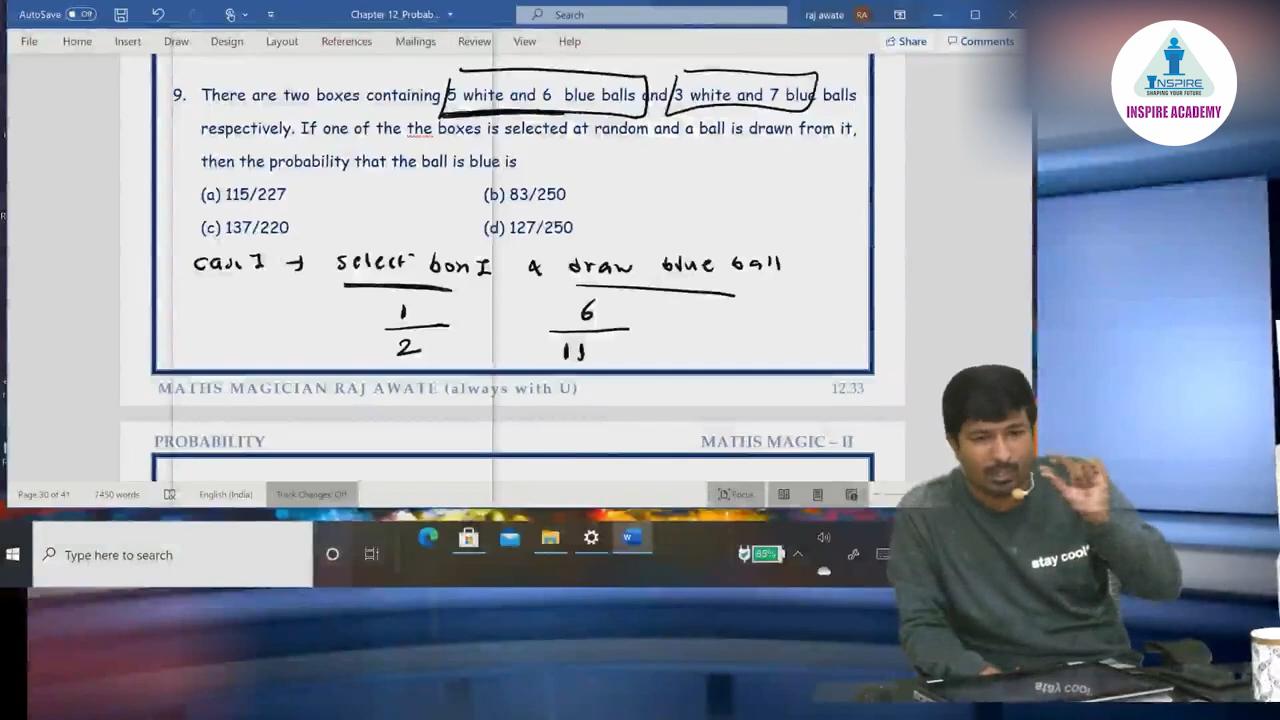 AutoSave Off Chapter 12_Probab... Search raj awate RA
File Home Insert Draw Design Layout References Mailings Review View Help Share Comments
INSPIRE
SHAPING YOUR FUTURE
INSPIRE ACADEMY
9. There are two boxes containing 5 white and 6 blue balls and 3 white and 7 blue balls
respectively. If one of the the boxes is selected at random and a ball is drawn from it,
then the probability that the ball is blue is
(a) 115/227 (b) 83/250
(c) 137/220 (d) 127/250
Case I → select box I & draw blue ball
1 6
2 11
MATHS MAGICIAN RAJ AWATE (always with U) 12.33
PROBABILITY MATHS MAGIC – II
Page 30 of 41 7450 words English (India) Track Changes: Off Focus
Type here to search 85%
stay cool
stay cool